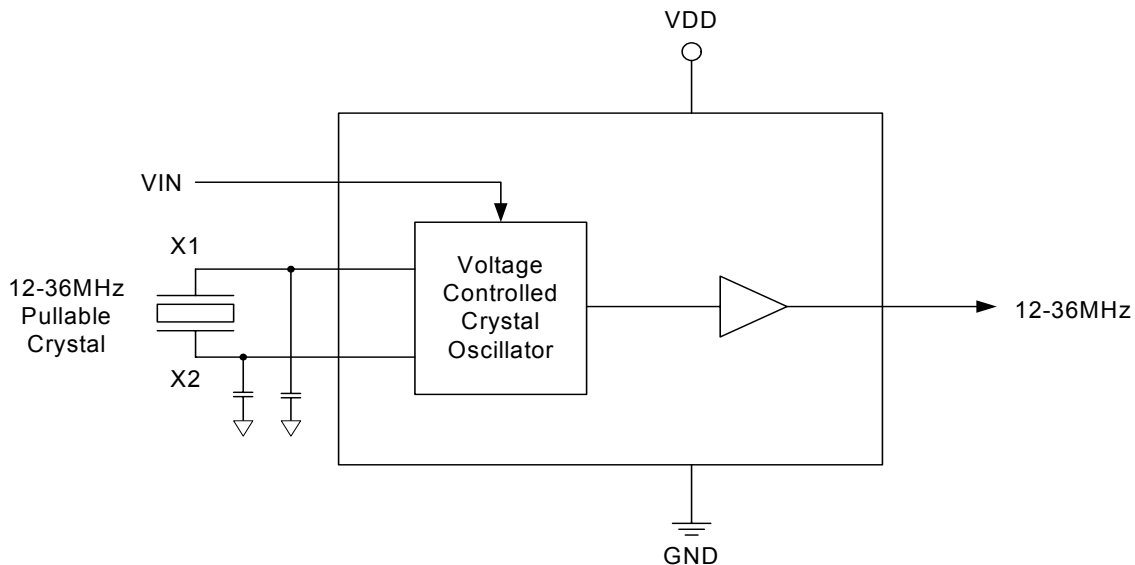 VDD
VIN
X1
12-36MHz
Pullable
Crystal
X2
Voltage
Controlled
Crystal
Oscillator
12-36MHz
GND